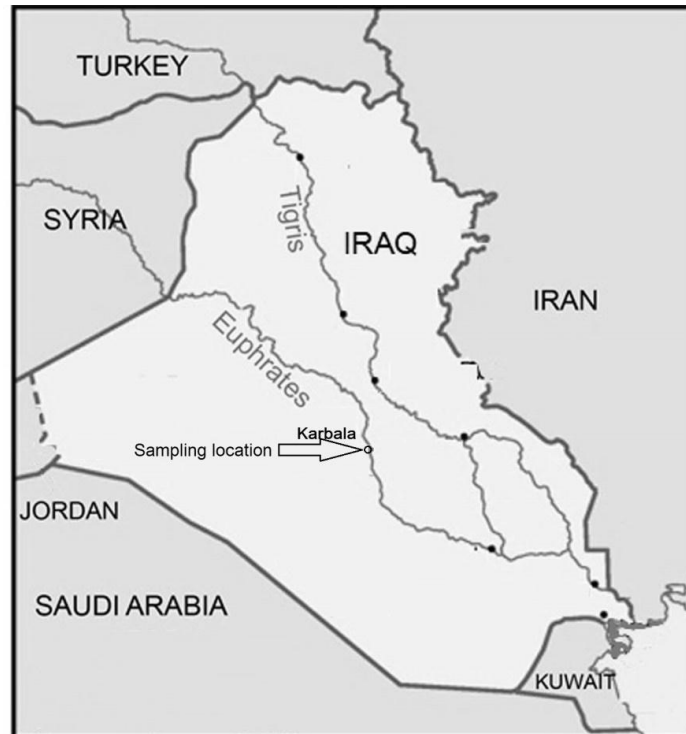 TURKEY
SYRIA
Tigris
IRAQ
IRAN
Euphrates
Karbala
Sampling location
JORDAN
SAUDI ARABIA
KUWAIT